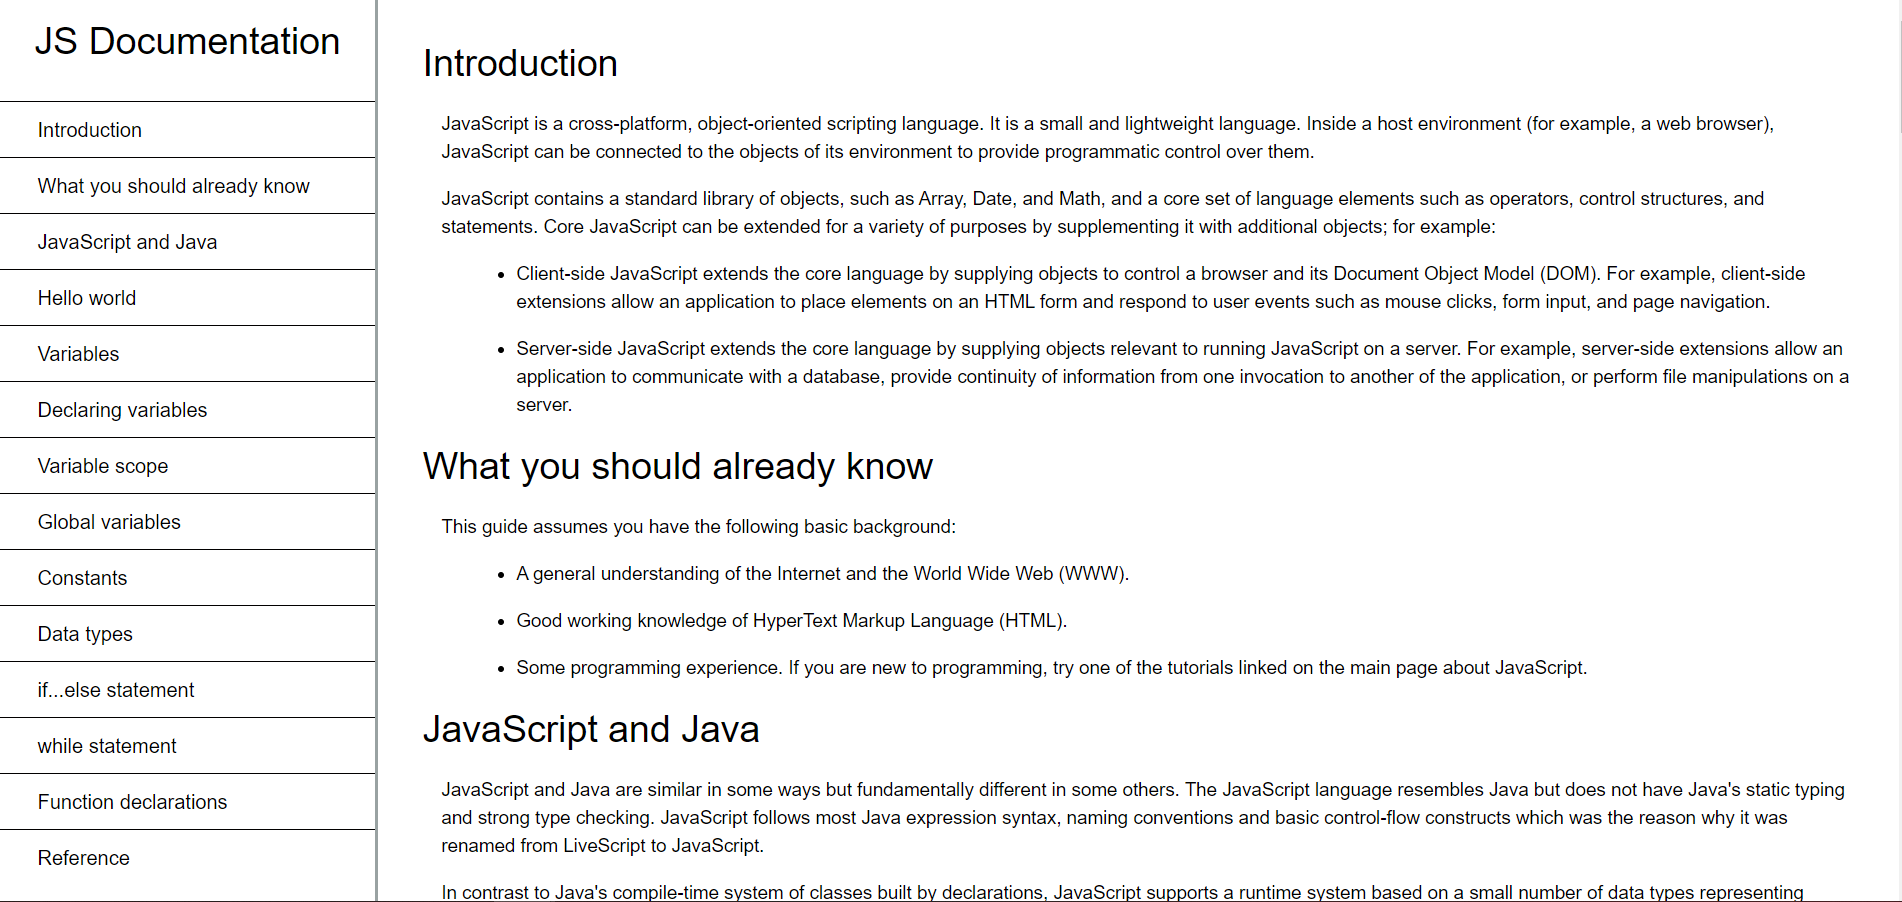 JS Documentation
Introduction
What you should already know
JavaScript and Java
Hello world
Variables
Declaring variables
Variable scope
Global variables
Constants
Data types
if...else statement
while statement
Function declarations
Reference
Introduction
JavaScript is a cross-platform, object-oriented scripting language. It is a small and lightweight language. Inside a host environment (for example, a web browser),
JavaScript can be connected to the objects of its environment to provide programmatic control over them.
JavaScript contains a standard library of objects, such as Array, Date, and Math, and a core set of language elements such as operators, control structures, and
statements. Core JavaScript can be extended for a variety of purposes by supplementing it with additional objects; for example:
• Client-side JavaScript extends the core language by supplying objects to control a browser and its Document Object Model (DOM). For example, client-side
extensions allow an application to place elements on an HTML form and respond to user events such as mouse clicks, form input, and page navigation.
• Server-side JavaScript extends the core language by supplying objects relevant to running JavaScript on a server. For example, server-side extensions allow an
application to communicate with a database, provide continuity of information from one invocation to another of the application, or perform file manipulations on a
server.
What you should already know
This guide assumes you have the following basic background:
• A general understanding of the Internet and the World Wide Web (WWW).
• Good working knowledge of HyperText Markup Language (HTML).
• Some programming experience. If you are new to programming, try one of the tutorials linked on the main page about JavaScript.
JavaScript and Java
JavaScript and Java are similar in some ways but fundamentally different in some others. The JavaScript language resembles Java but does not have Java's static typing
and strong type checking. JavaScript follows most Java expression syntax, naming conventions and basic control-flow constructs which was the reason why it was
renamed from LiveScript to JavaScript.
In contrast to Java's compile-time system of classes built by declarations, JavaScript supports a runtime system based on a small number of data types representing